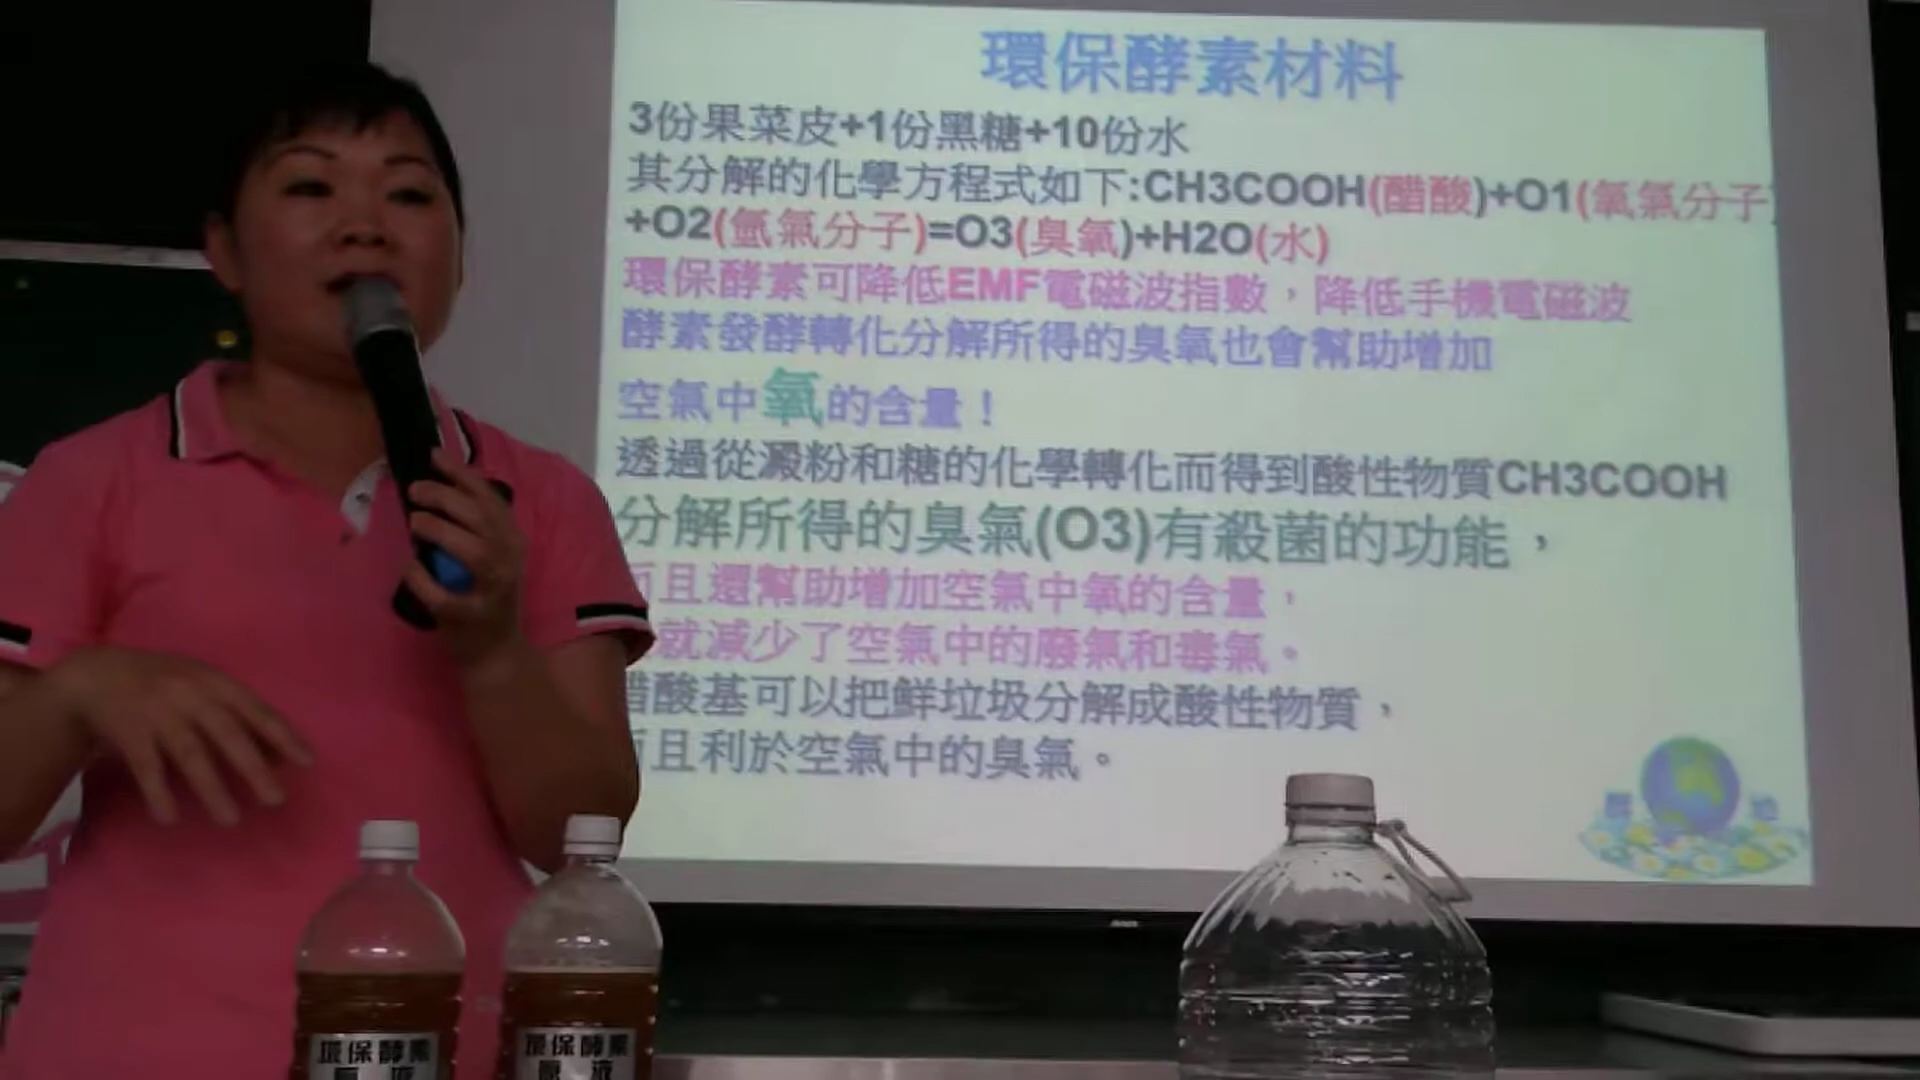 環保酵素材料
3份果菜皮+1份黑糖+10份水
其分解的化學方程式如下:CH3COOH(醋酸)+O1(氧氣分子)
+O2(氫氣分子)=O3(臭氧)+H2O(水)
環保酵素可降低EMF電磁波指數，降低手機電磁波
酵素發酵轉化分解所得的臭氧也會幫助增加
空氣中氧的含量！
透過從澱粉和糖的化學轉化而得到酸性物質CH3COOH
分解所得的臭氣(O3)有殺菌的功能，
而且還幫助增加空氣中氧的含量，
就減少了空氣中的廢氣和毒氣。
醋酸基可以把鮮垃圾分解成酸性物質，
而且利於空氣中的臭氣。
環保酵素
原 液
環保酵素
原 液